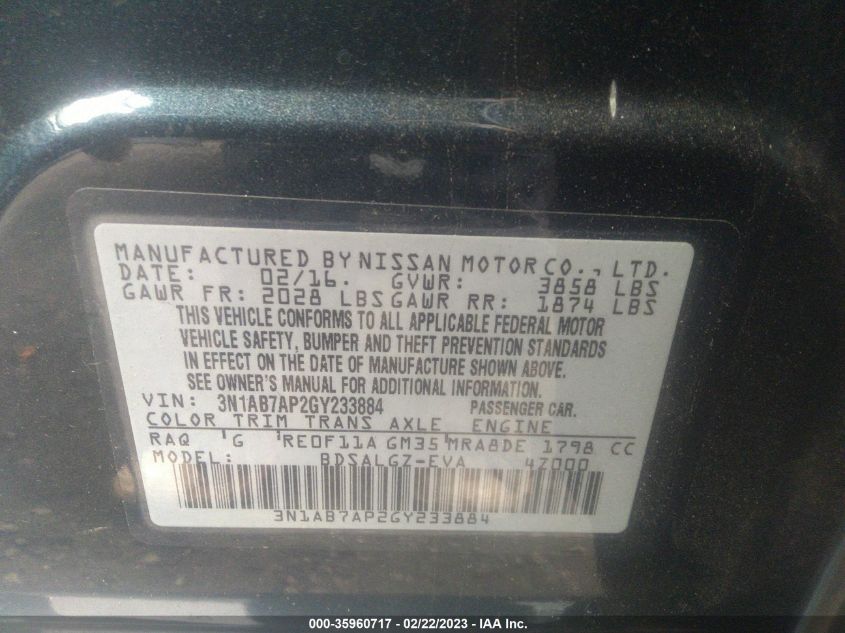 MANUFACTURED BY NISSAN MOTOR CO., LTD.
DATE: 02/16. GVWR: 3858 LBS
GAWR FR: 2028 LBS GAWR RR: 1874 LBS
THIS VEHICLE CONFORMS TO ALL APPLICABLE FEDERAL MOTOR
VEHICLE SAFETY, BUMPER AND THEFT PREVENTION STANDARDS
IN EFFECT ON THE DATE OF MANUFACTURE SHOWN ABOVE.
SEE OWNER'S MANUAL FOR ADDITIONAL INFORMATION.
VIN: 3N1AB7AP2GY233884 PASSENGER CAR.
COLOR TRIM TRANS AXLE ENGINE
RAQ G RE0F11A GM35 MRA8DE 1798 CC
MODEL: BDSALGZ-EVA 4Z000
3N1AB7AP2GY233884
000-35960717 - 02/22/2023 - IAA Inc.